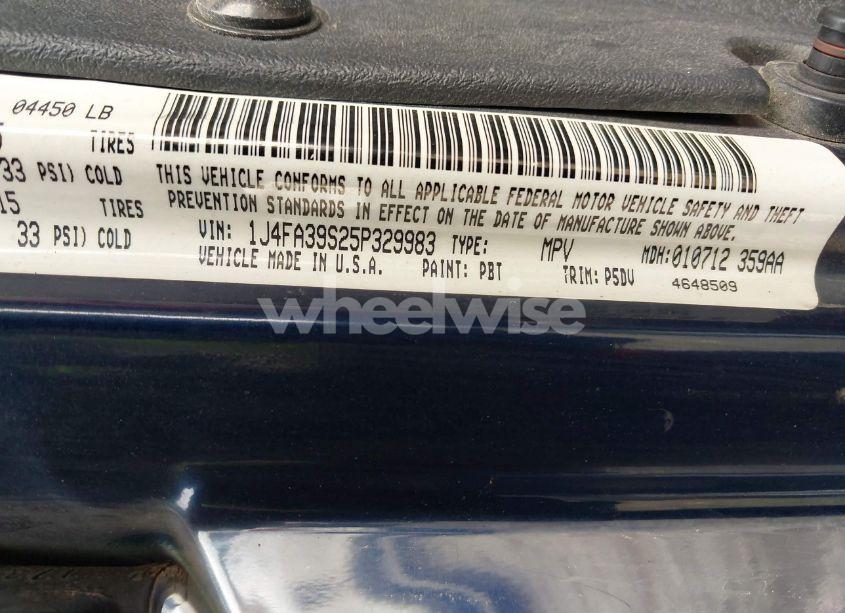 04450 LB
5 TIRES
33 PSI) COLD
15 TIRES
33 PSI) COLD
THIS VEHICLE CONFORMS TO ALL APPLICABLE FEDERAL MOTOR VEHICLE SAFETY AND THEFT
PREVENTION STANDARDS IN EFFECT ON THE DATE OF MANUFACTURE SHOWN ABOVE.
VIN: 1J4FA39S25P329983 TYPE: MPV MDH:010712 359AA
VEHICLE MADE IN U.S.A. PAINT: PBT TRIM: P5DV 4648509
wheelwise